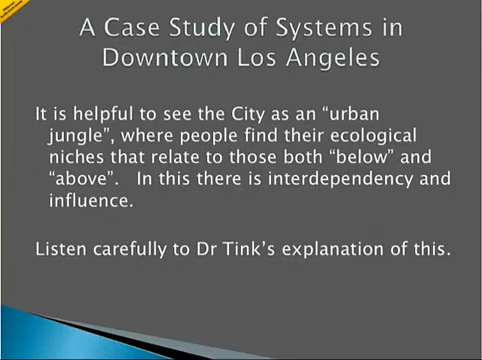 A Case Study of Systems in
Downtown Los Angeles
It is helpful to see the City as an “urban
jungle”, where people find their ecological
niches that relate to those both “below” and
“above”. In this there is interdependency and
influence.
Listen carefully to Dr Tink’s explanation of this.